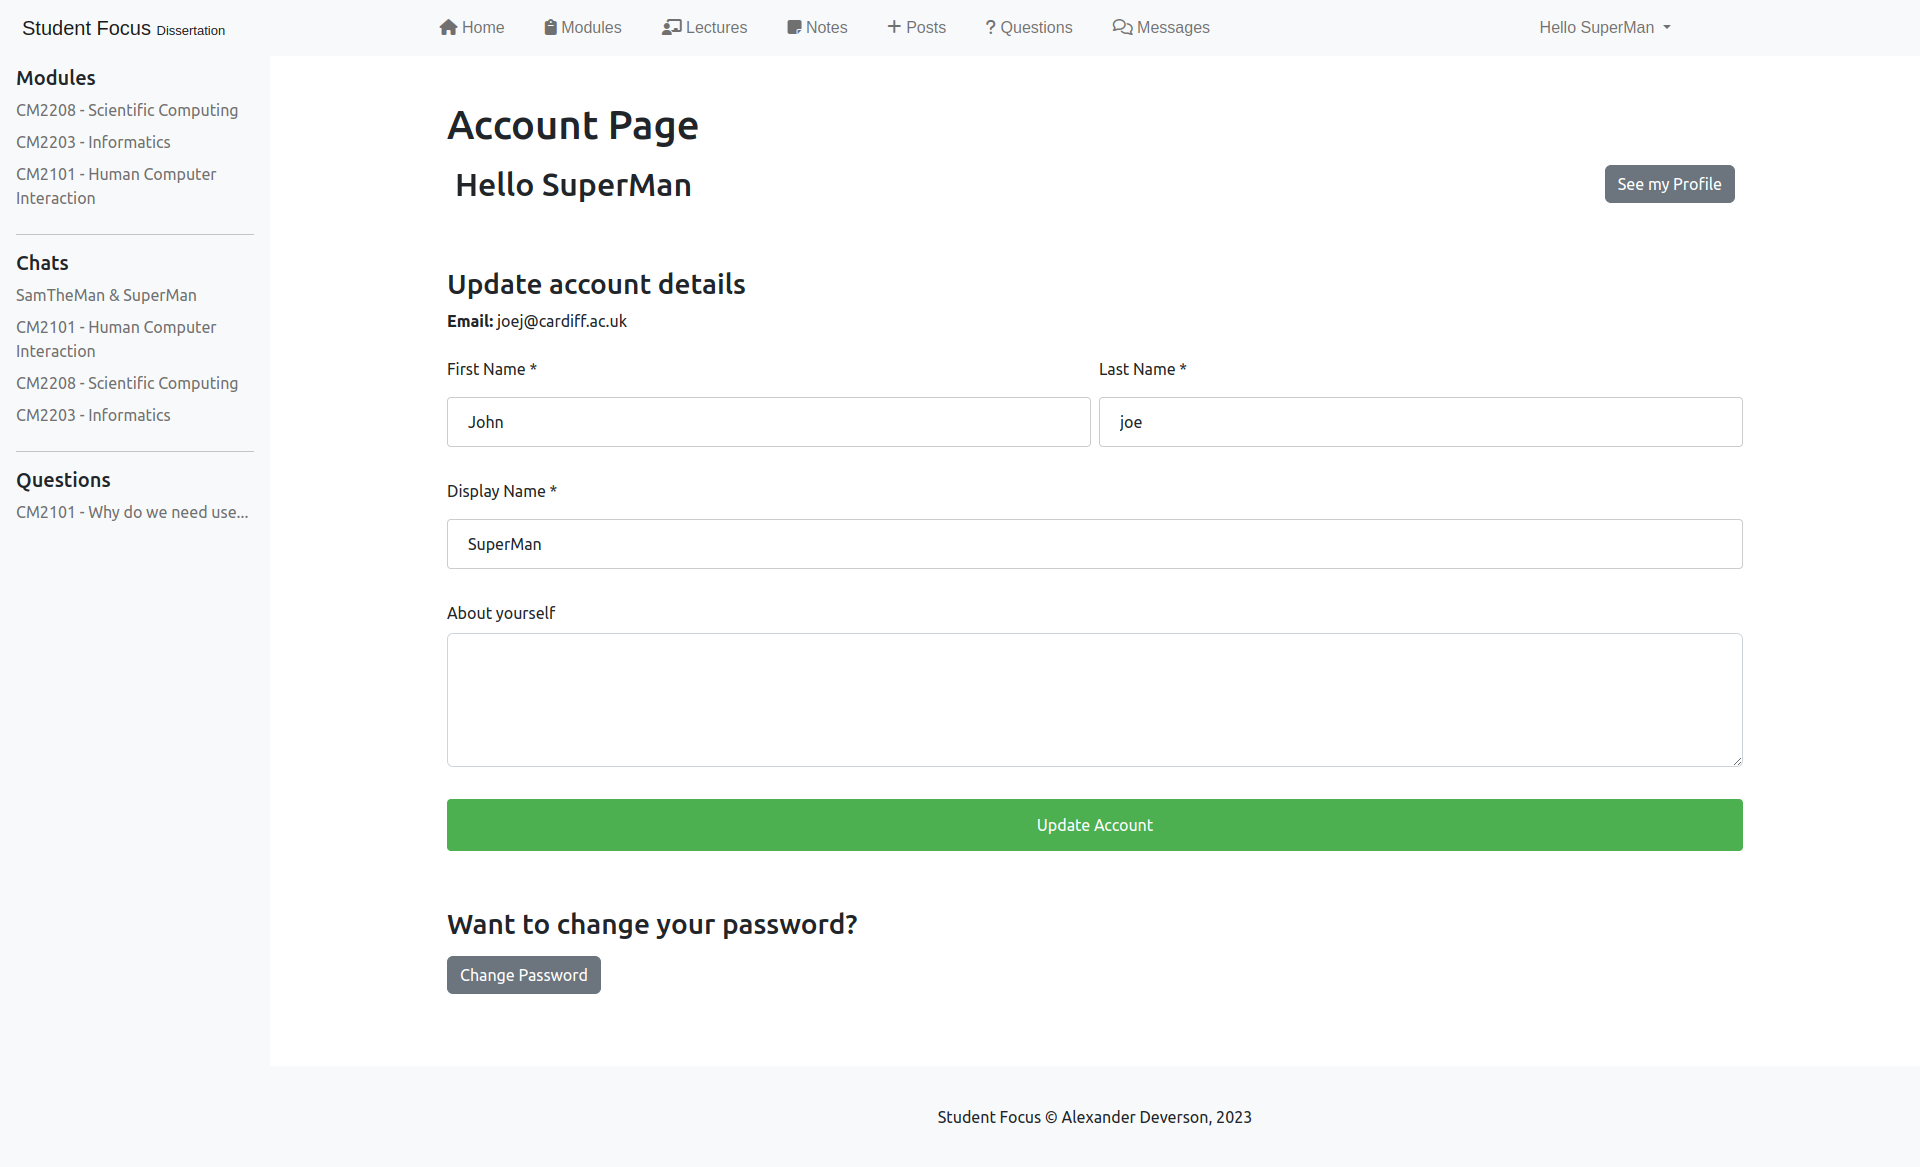 Student Focus Dissertation
Home
Modules
Lectures
Notes
Posts
? Questions
Messages
Hello SuperMan
Modules
CM2208 - Scientific Computing
CM2203 - Informatics
CM2101 - Human Computer
Interaction
Chats
SamTheMan & SuperMan
CM2101 - Human Computer
Interaction
CM2208 - Scientific Computing
CM2203 - Informatics
Questions
CM2101 - Why do we need use...
Account Page
Hello SuperMan
See my Profile
Update account details
Email: joej@cardiff.ac.uk
First Name *
Last Name *
John
joe
Display Name *
SuperMan
About yourself
Update Account
Want to change your password?
Change Password
Student Focus © Alexander Deverson, 2023